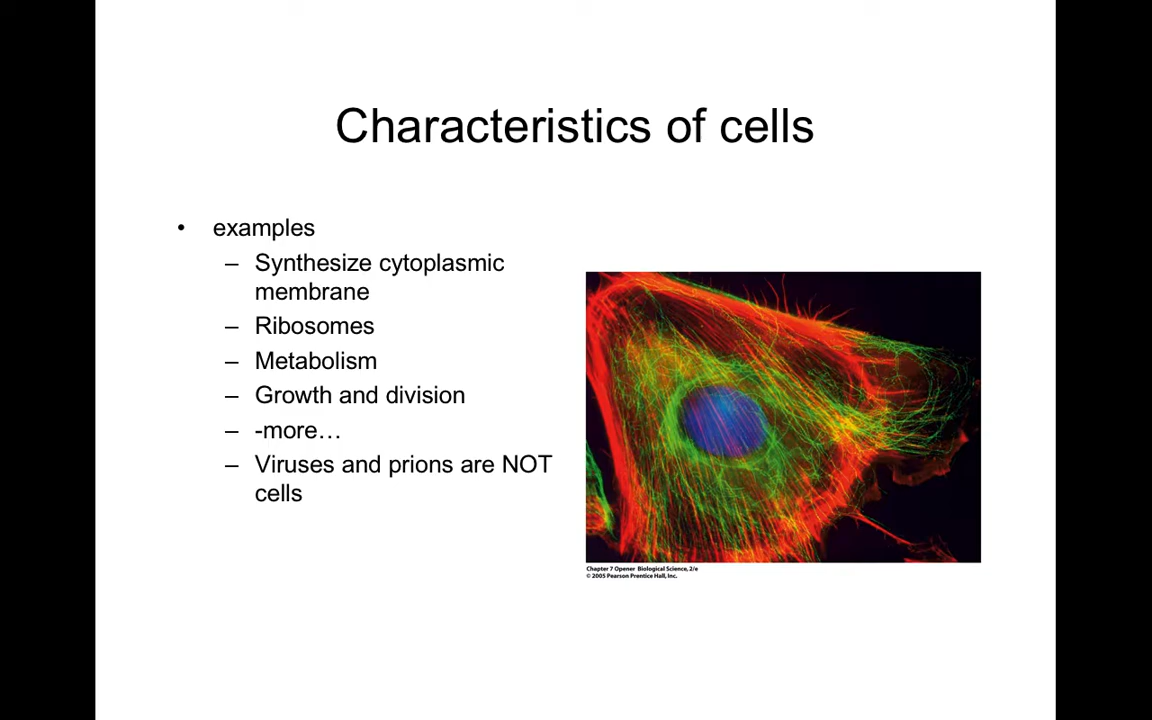 Characteristics of cells
• examples
– Synthesize cytoplasmic
membrane
– Ribosomes
– Metabolism
– Growth and division
– -more…
– Viruses and prions are NOT
cells
Chapter 7 Opener Biological Science, 2/e
© 2005 Pearson Prentice Hall, Inc.